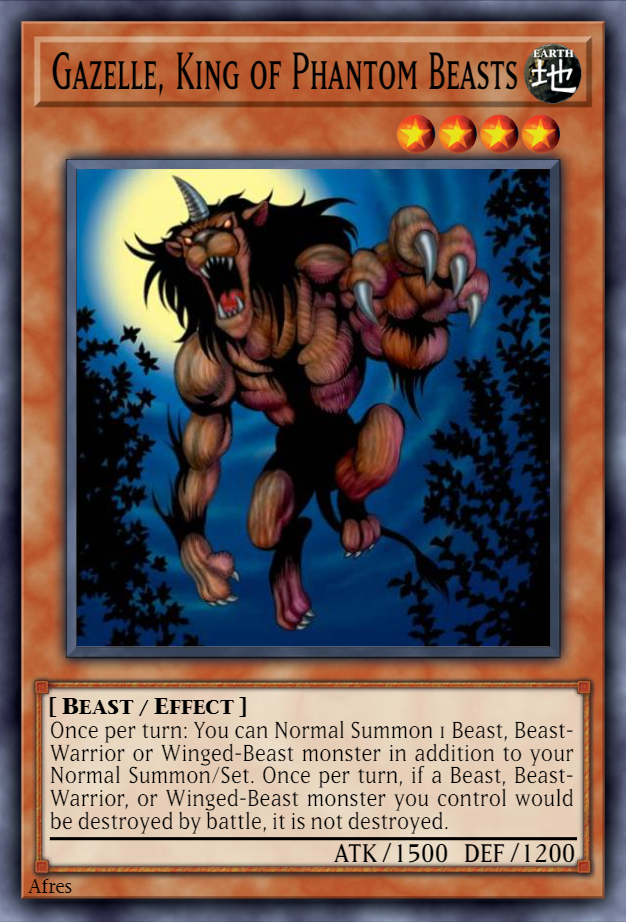 Gazelle, King of Phantom Beasts
EARTH
地
[ Beast / Effect ]
Once per turn: You can Normal Summon 1 Beast, Beast-
Warrior or Winged-Beast monster in addition to your
Normal Summon/Set. Once per turn, if a Beast, Beast-
Warrior, or Winged-Beast monster you control would
be destroyed by battle, it is not destroyed.
ATK/1500 DEF/1200
Afres